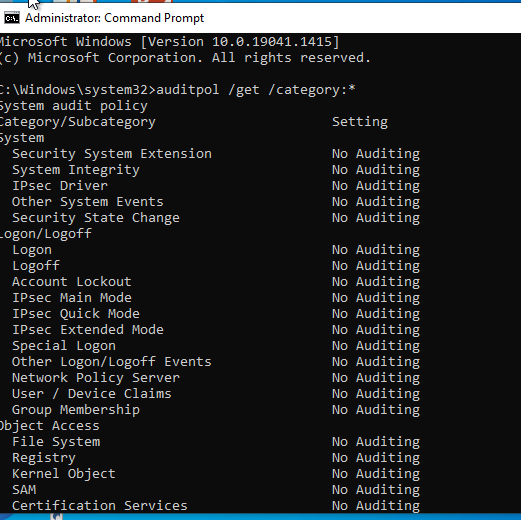 Administrator: Command Prompt
Microsoft Windows [Version 10.0.19041.1415]
(c) Microsoft Corporation. All rights reserved.
C:\Windows\system32>auditpol /get /category:*
System audit policy
Category/Subcategory                      Setting
System
  Security System Extension               No Auditing
  System Integrity                        No Auditing
  IPsec Driver                            No Auditing
  Other System Events                     No Auditing
  Security State Change                   No Auditing
Logon/Logoff
  Logon                                   No Auditing
  Logoff                                  No Auditing
  Account Lockout                         No Auditing
  IPsec Main Mode                         No Auditing
  IPsec Quick Mode                        No Auditing
  IPsec Extended Mode                     No Auditing
  Special Logon                           No Auditing
  Other Logon/Logoff Events               No Auditing
  Network Policy Server                   No Auditing
  User / Device Claims                    No Auditing
  Group Membership                        No Auditing
Object Access
  File System                             No Auditing
  Registry                                No Auditing
  Kernel Object                           No Auditing
  SAM                                     No Auditing
  Certification Services                  No Auditing